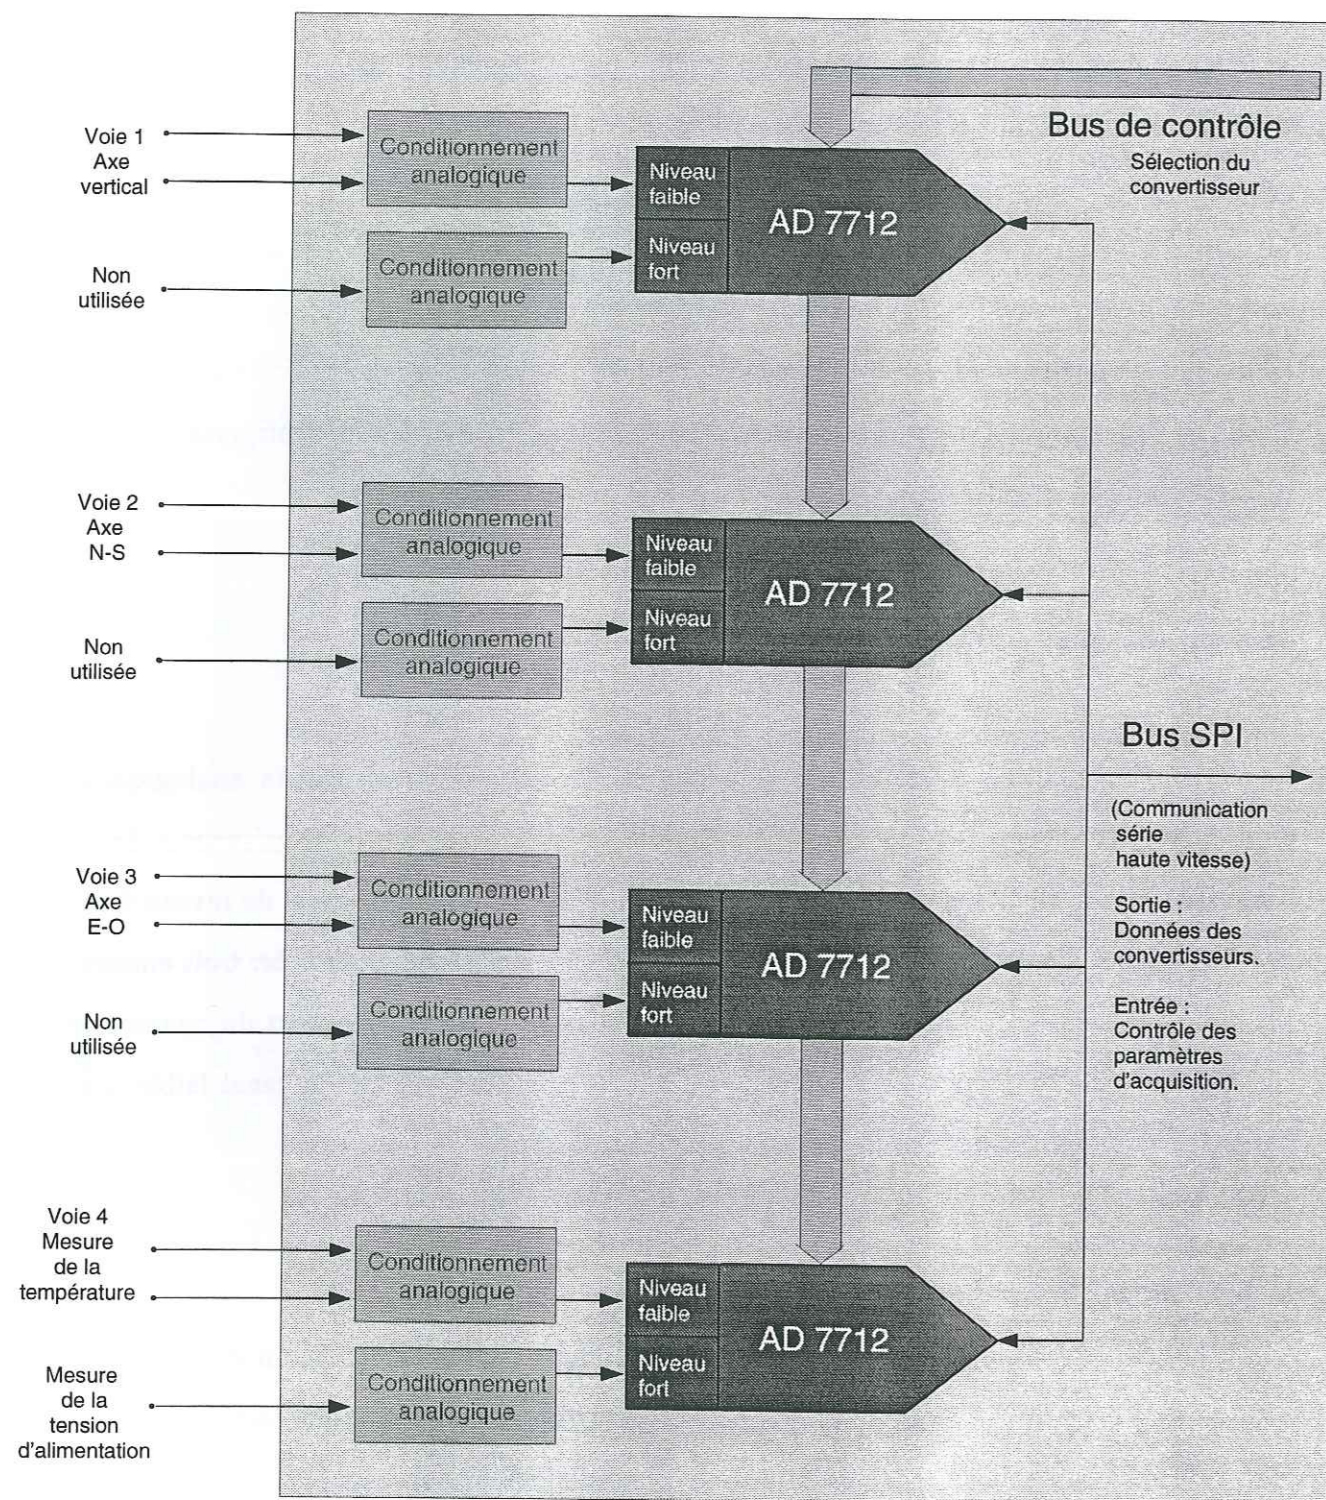 Bus de contrôle
Sélection du
convertisseur
Voie 1
Axe
vertical
Conditionnement
analogique
Niveau
faible
AD 7712
Niveau
fort
Non
utilisée
Conditionnement
analogique
Voie 2
Axe
N-S
Conditionnement
analogique
Niveau
faible
AD 7712
Niveau
fort
Non
utilisée
Conditionnement
analogique
Bus SPI
(Communication
série
haute vitesse)
Sortie :
Données des
convertisseurs.
Entrée :
Contrôle des
paramètres
d'acquisition.
Voie 3
Axe
E-O
Conditionnement
analogique
Niveau
faible
AD 7712
Niveau
fort
Non
utilisée
Conditionnement
analogique
Voie 4
Mesure
de la
température
Conditionnement
analogique
Niveau
faible
AD 7712
Niveau
fort
Mesure
de la
tension
d'alimentation
Conditionnement
analogique